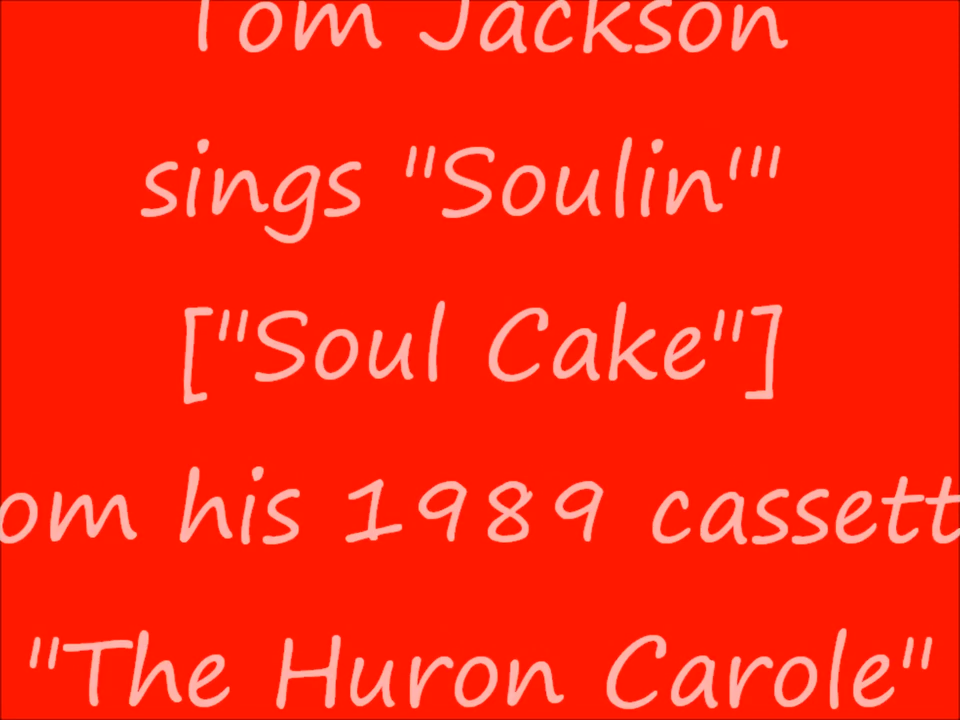 Tom Jackson
sings "Soulin'"
["Soul Cake"]
om his 1989 cassett
"The Huron Carole"